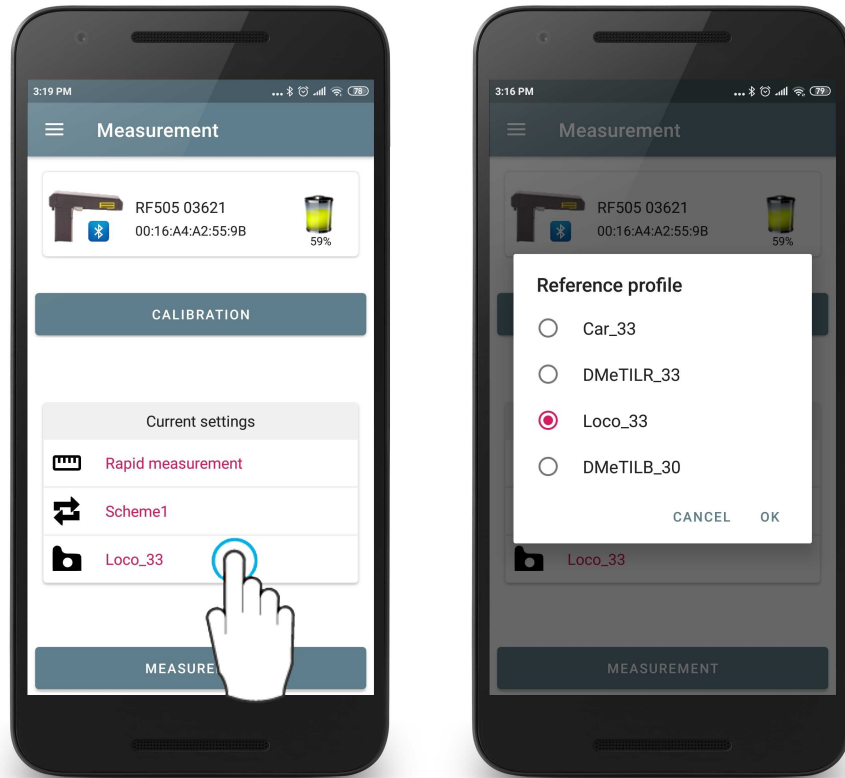 3:19 PM
78
Measurement
RF505 03621
00:16:A4:A2:55:9B
59%
CALIBRATION
Current settings
Rapid measurement
Scheme1
Loco_33
MEASURE
3:16 PM
79
Measurement
RF505 03621
00:16:A4:A2:55:9B
59%
Reference profile
Car_33
DMeTILR_33
Loco_33
DMeTILB_30
CANCEL OK
Loco_33
MEASUREMENT